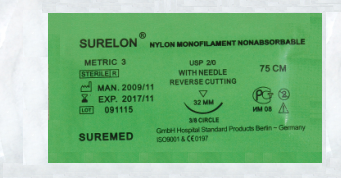 SURELON®
NYLON MONOFILAMENT NONABSORBABLE
METRIC 3
USP 2/0
75 CM
STERILE R
WITH NEEDLE
REVERSE CUTTING
MAN. 2009/11
EXP. 2017/11
32 MM
LOT 091115
ИМ 08
3/8 CIRCLE
SUREMED
GmbH Hospital Standard Products Berlin – Germany
ISO9001 & CE0197